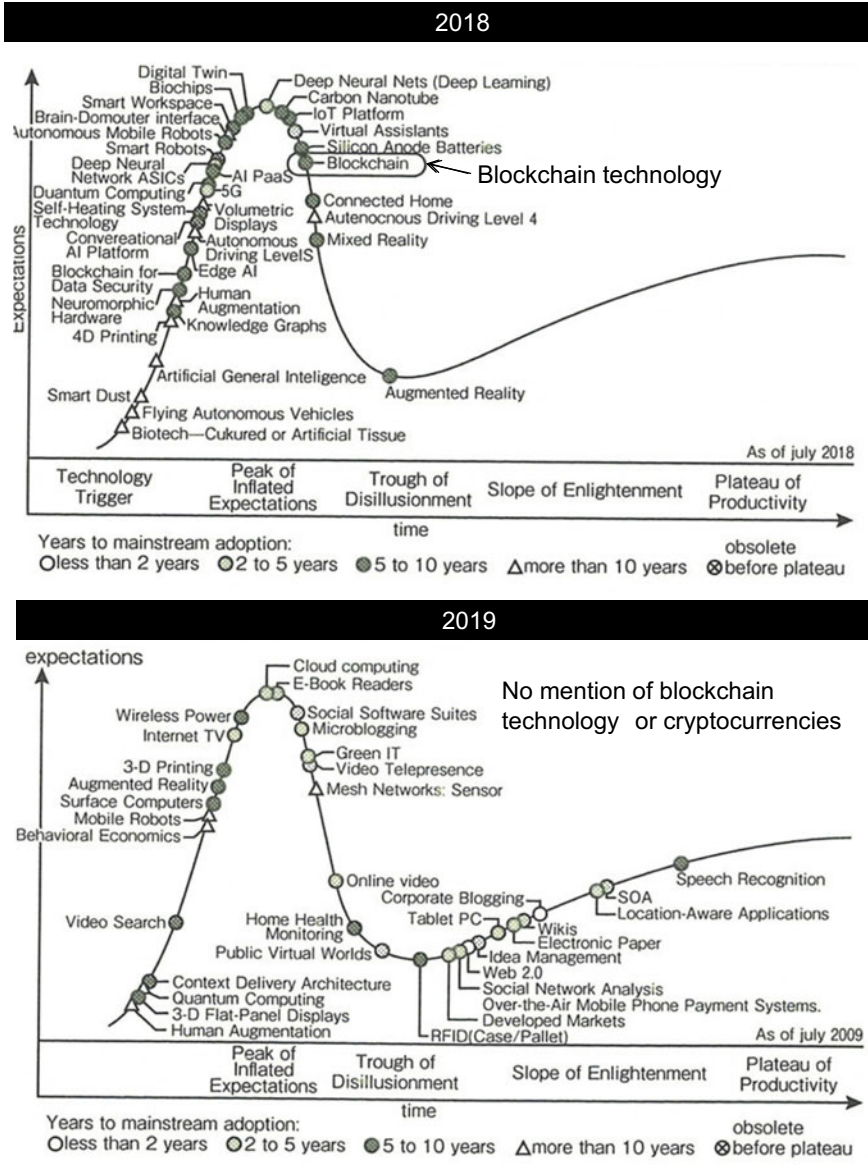 2018
Digital Twin
Biochips
Smart Workspace
Brain-Domouter interface
Autonomous Mobile Robots
Smart Robots
Deep Neural
Network ASICs
Quantum Computing
Self-Heating System
Technology
Convereational
AI Platform
Blockchain for
Data Security
Neuromorphic
Hardware
4D Printing
Smart Dust
Deep Neural Nets (Deep Learning)
Carbon Nanotube
IoT Platform
Virtual Assislants
Silicon Anode Batteries
Blockchain
Blockchain technology
AI PaaS
5G
Volumetric
Displays
Autonomous
Driving LevelS
Edge AI
Human
Augmentation
Knowledge Graphs
Connected Home
Autenocnous Driving Level 4
Mixed Reality
Artificial General Inteligence
Augmented Reality
Flying Autonomous Vehicles
Biotech—Cukured or Artificial Tissue
Expectations
As of july 2018
Technology
Trigger
Peak of
Inflated
Expectations
Trough of
Disillusionment
Slope of Enlightenment
Plateau of
Productivity
time
Years to mainstream adoption:
less than 2 years
2 to 5 years
5 to 10 years
more than 10 years
obsolete
before plateau
2019
expectations
Cloud computing
E-Book Readers
No mention of blockchain
technology or cryptocurrencies
Wireless Power
Internet TV
Social Software Suites
Microblogging
Green IT
Video Telepresence
Mesh Networks: Sensor
3-D Printing
Augmented Reality
Surface Computers
Mobile Robots
Behavioral Economics
Video Search
Online video
Home Health
Monitoring
Public Virtual Worlds
Corporate Blogging
Tablet PC
Speech Recognition
SOA
Location-Aware Applications
Wikis
Electronic Paper
Idea Management
Web 2.0
Social Network Analysis
Over-the-Air Mobile Phone Payment Systems.
Developed Markets
RFID(Case/Pallet)
Context Delivery Architecture
Quantum Computing
3-D Flat-Panel Displays
Human Augmentation
As of july 2009
Peak of
Inflated
Expectations
Trough of
Disillusionment
Slope of Enlightenment
Plateau of
Productivity
time
Years to mainstream adoption:
less than 2 years
2 to 5 years
5 to 10 years
more than 10 years
obsolete
before plateau